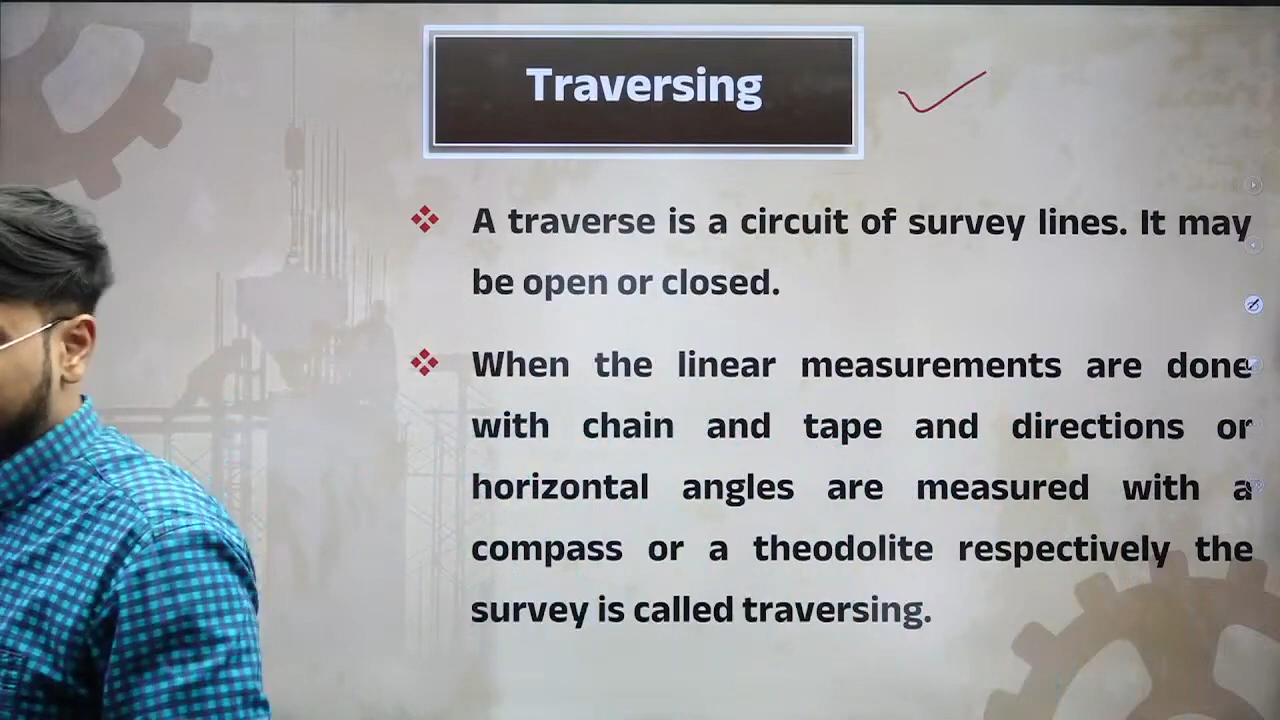 Traversing
A traverse is a circuit of survey lines. It may
be open or closed.
When the linear measurements are done
with chain and tape and directions or
horizontal angles are measured with a
compass or a theodolite respectively the
survey is called traversing.